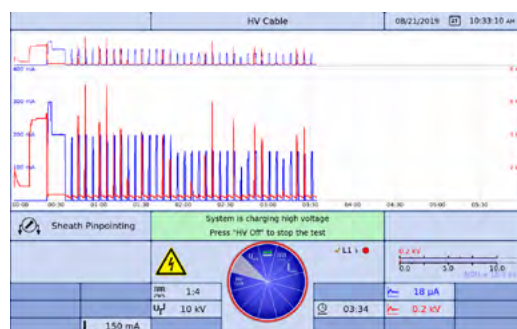 HV Cable
08/21/2019
10:33:10 AM
400 mA
300 mA
200 mA
100 mA
00:00 00:30 01:00 01:30 02:00 02:30 03:00 03:30 04:00 04:30 05:00 05:30
Sheath Pinpointing
System is charging high voltage
Press "HV Off" to stop the test
L1
0.2 kV
0.0 5.0 10.0
1:4
10 kV
03:34
18 µA
0.2 kV
I 150 mA